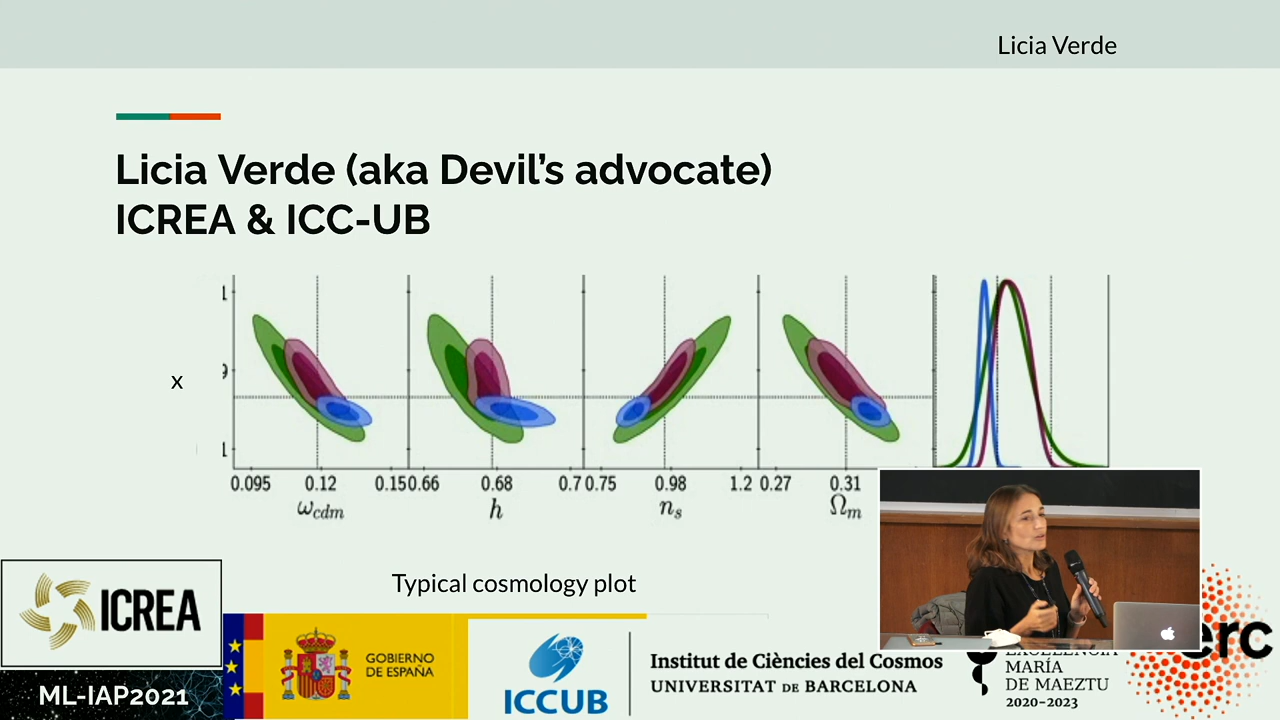 Licia Verde
Licia Verde (aka Devil’s advocate)
ICREA & ICC-UB
x
0.095 0.12 0.15 0.66 0.68 0.7 0.75 0.98 1.2 0.27 0.31
ω_cdm h n_s Ω_m
Typical cosmology plot
ICREA
GOBIERNO
DE ESPAÑA
ICCUB
Institut de Ciències del Cosmos
UNIVERSITAT DE BARCELONA
EXCELENCIA
MARÍA
DE MAEZTU
2020-2023
erc
ML-IAP2021